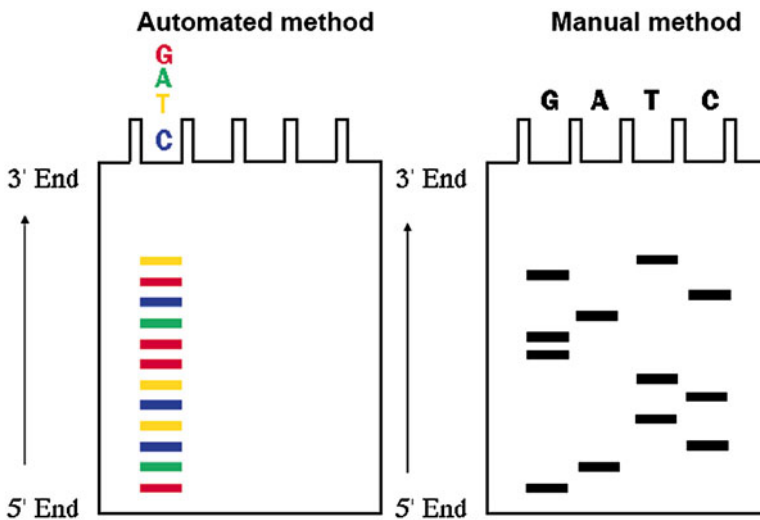 Automated method
G
A
T
C
3' End
5' End
Manual method
G A T C
3' End
5' End